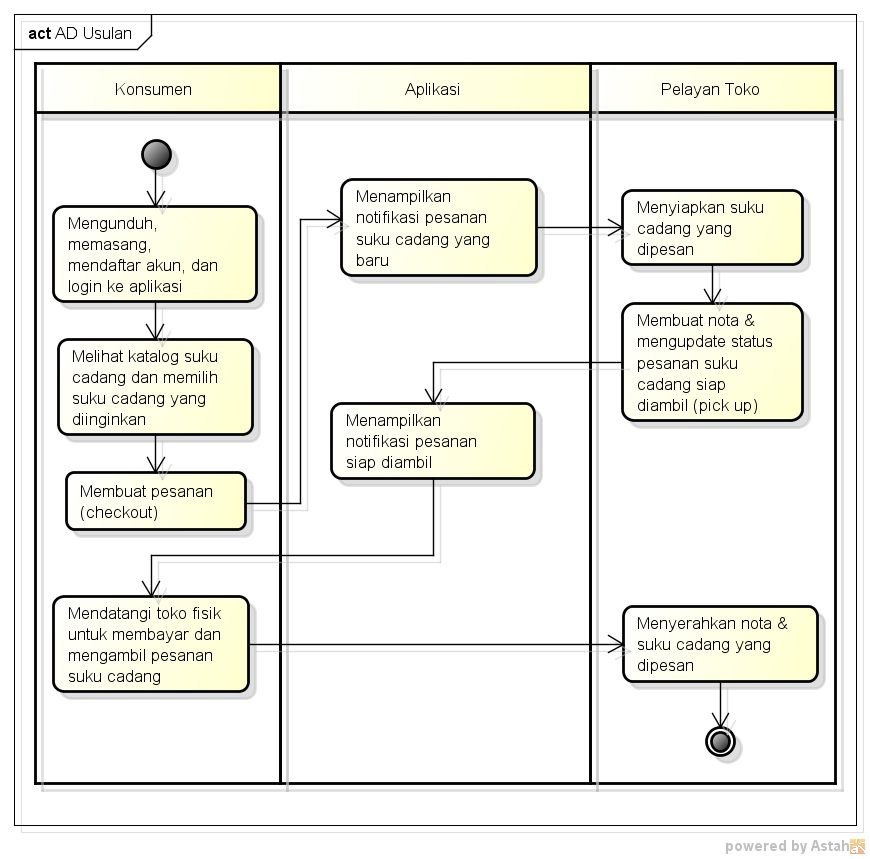 act AD Usulan
Konsumen
Aplikasi
Pelayan Toko
Mengunduh,
memasang,
mendaftar akun, dan
login ke aplikasi
Melihat katalog suku
cadang dan memilih
suku cadang yang
diinginkan
Membuat pesanan
(checkout)
Menampilkan
notifikasi pesanan
suku cadang yang
baru
Menyiapkan suku
cadang yang
dipesan
Membuat nota &
mengupdate status
pesanan suku
cadang siap
diambil (pick up)
Menampilkan
notifikasi pesanan
siap diambil
Mendatangi toko fisik
untuk membayar dan
mengambil pesanan
suku cadang
Menyerahkan nota &
suku cadang yang
dipesan
powered by Astah